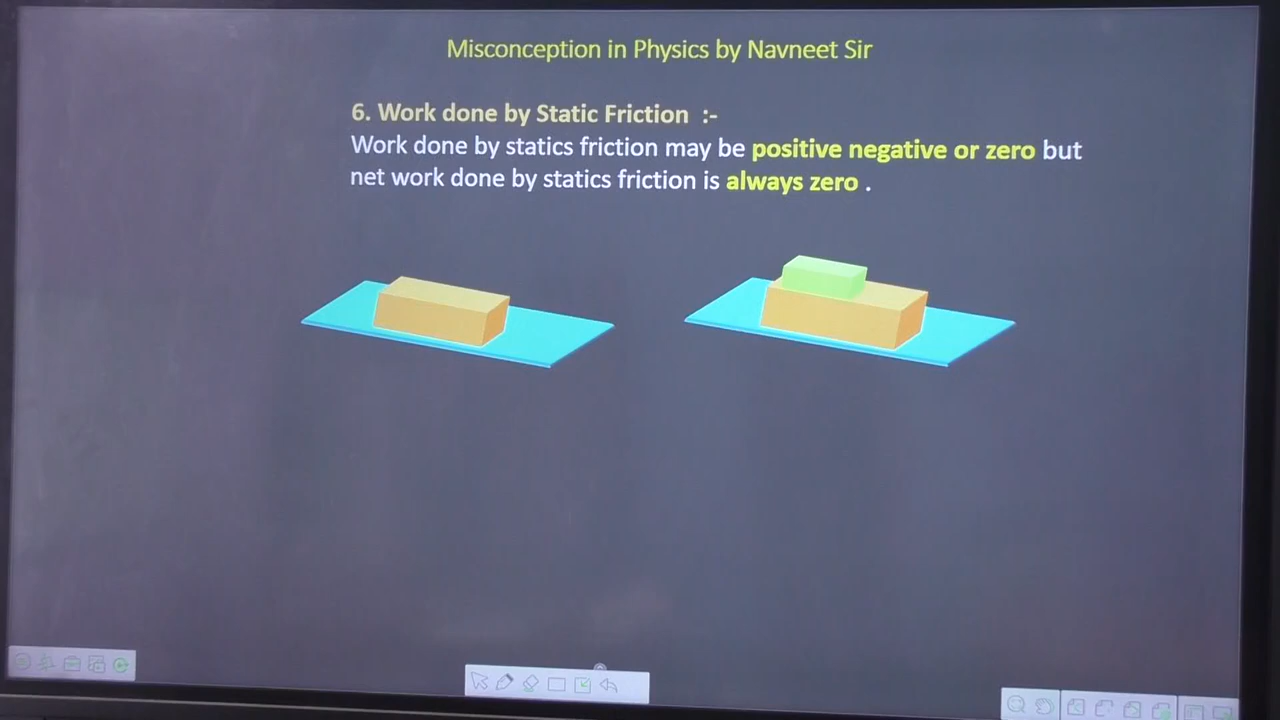 Misconception in Physics by Navneet Sir
6. Work done by Static Friction :-
Work done by statics friction may be positive negative or zero but
net work done by statics friction is always zero .